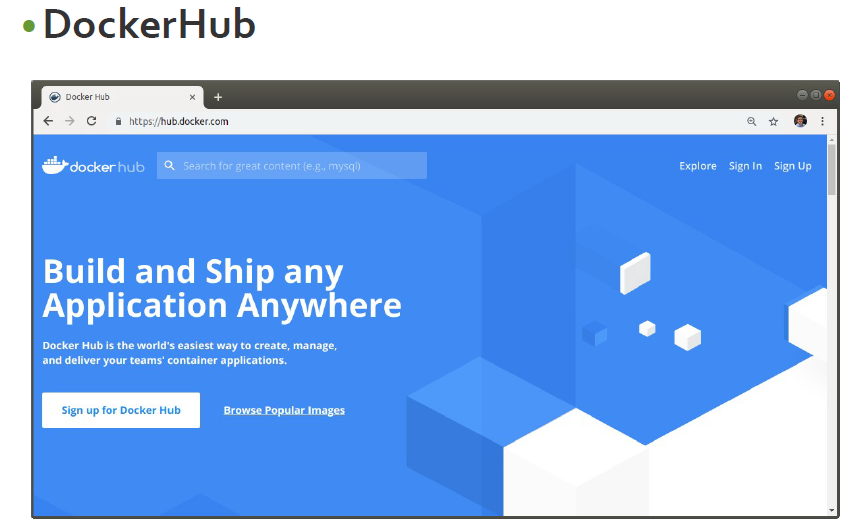 DockerHub
Docker Hub
https://hub.docker.com
docker hub
Search for great content (e.g., mysql)
Explore Sign In Sign Up
Build and Ship any
Application Anywhere
Docker Hub is the world's easiest way to create, manage,
and deliver your teams' container applications.
Sign up for Docker Hub
Browse Popular Images